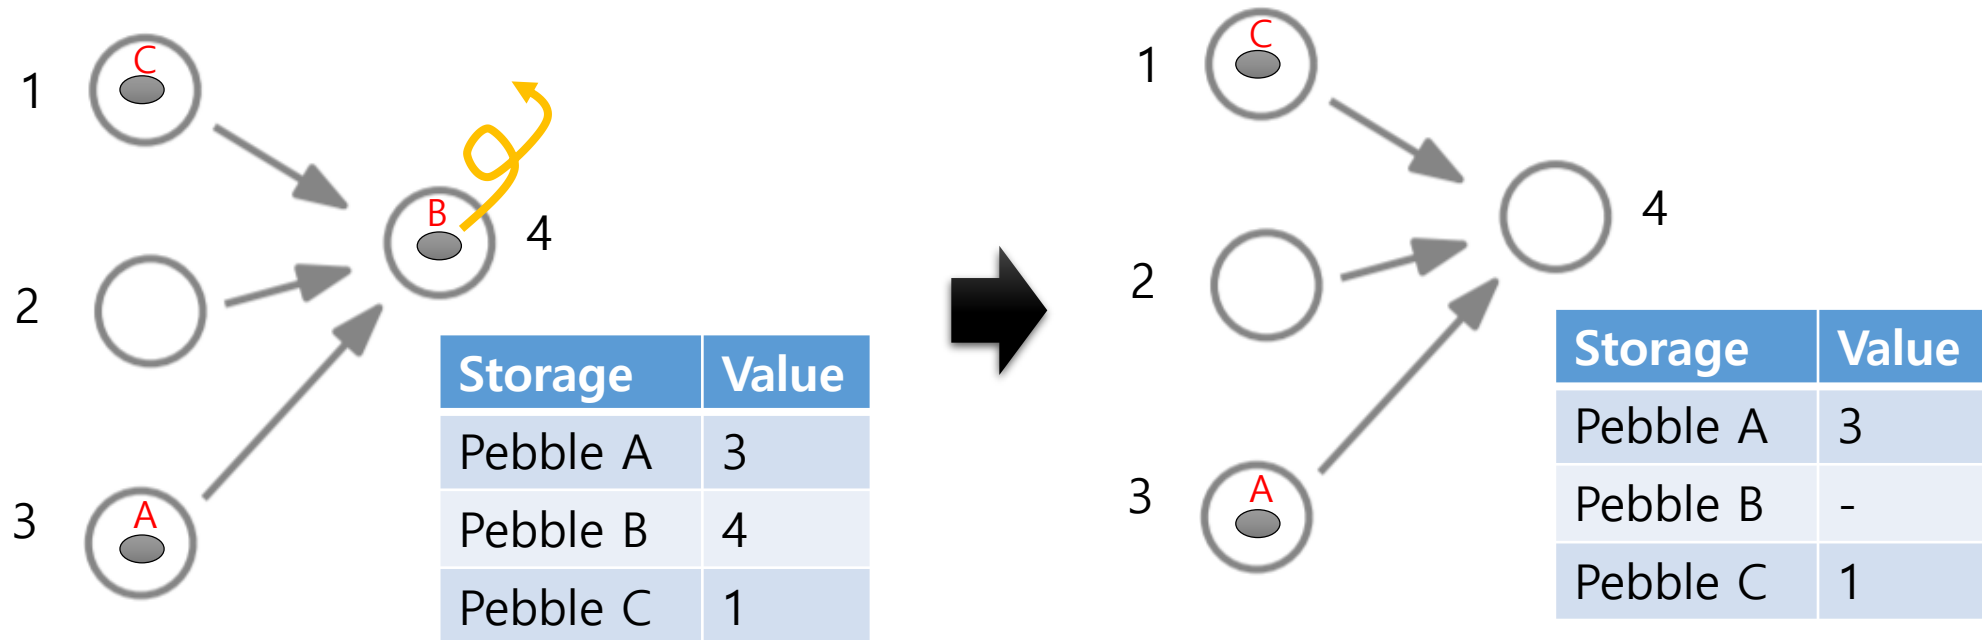 C
1
B
4
2
A
3
Storage Value
Pebble A 3
Pebble B 4
Pebble C 1
C
1
4
2
A
3
Storage Value
Pebble A 3
Pebble B -
Pebble C 1